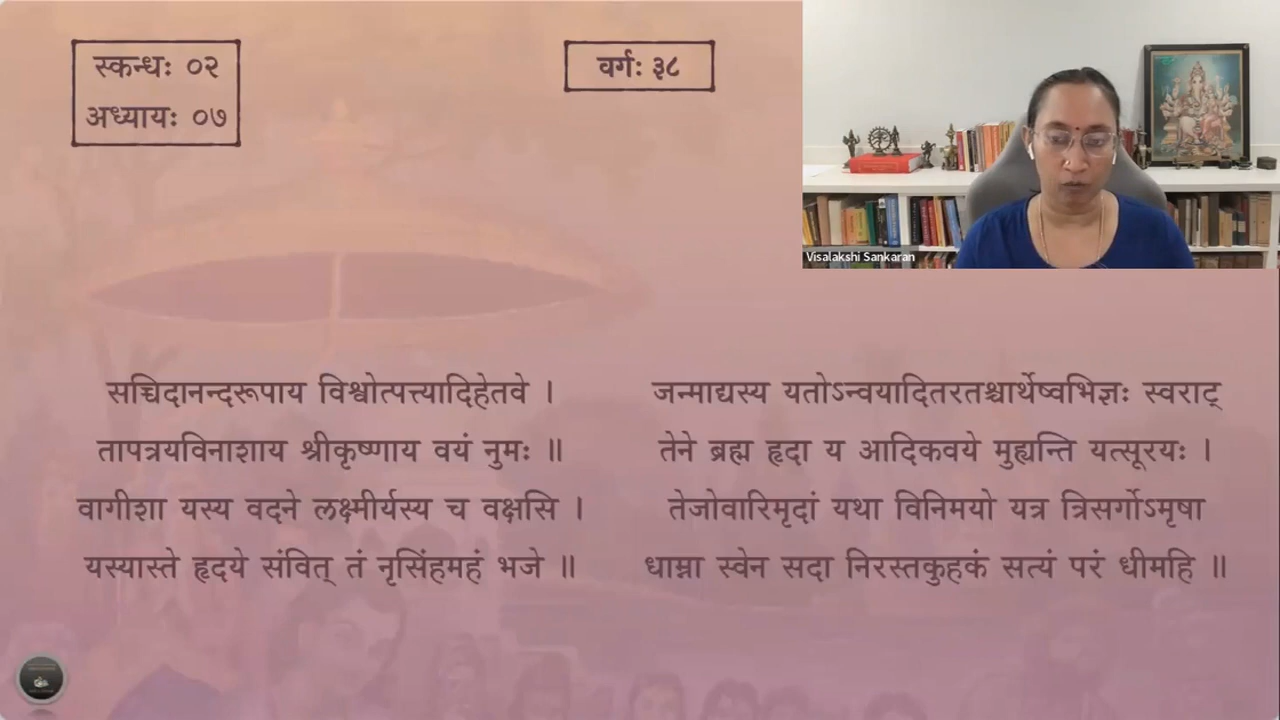 स्कन्धः ०२
अध्यायः ०७
वर्गः ३८
Visalakshi Sankaran
सच्चिदानन्दरूपाय विश्वोत्पत्त्यादिहेतवे ।
तापत्रयविनाशाय श्रीकृष्णाय वयं नुमः ॥
वागीशा यस्य वदने लक्ष्मीर्यस्य च वक्षसि ।
यस्यास्ते हृदये संवित् तं नृसिंहमहं भजे ॥
जन्माद्यस्य यतोऽन्वयादितरतश्चार्थेष्वभिज्ञः स्वराट्
तेने ब्रह्म हृदा य आदिकवये मुह्यन्ति यत्सूरयः ।
तेजोवारिमृदां यथा विनिमयो यत्र त्रिसर्गोऽमृषा
धाम्ना स्वेन सदा निरस्तकुहकं सत्यं परं धीमहि ॥